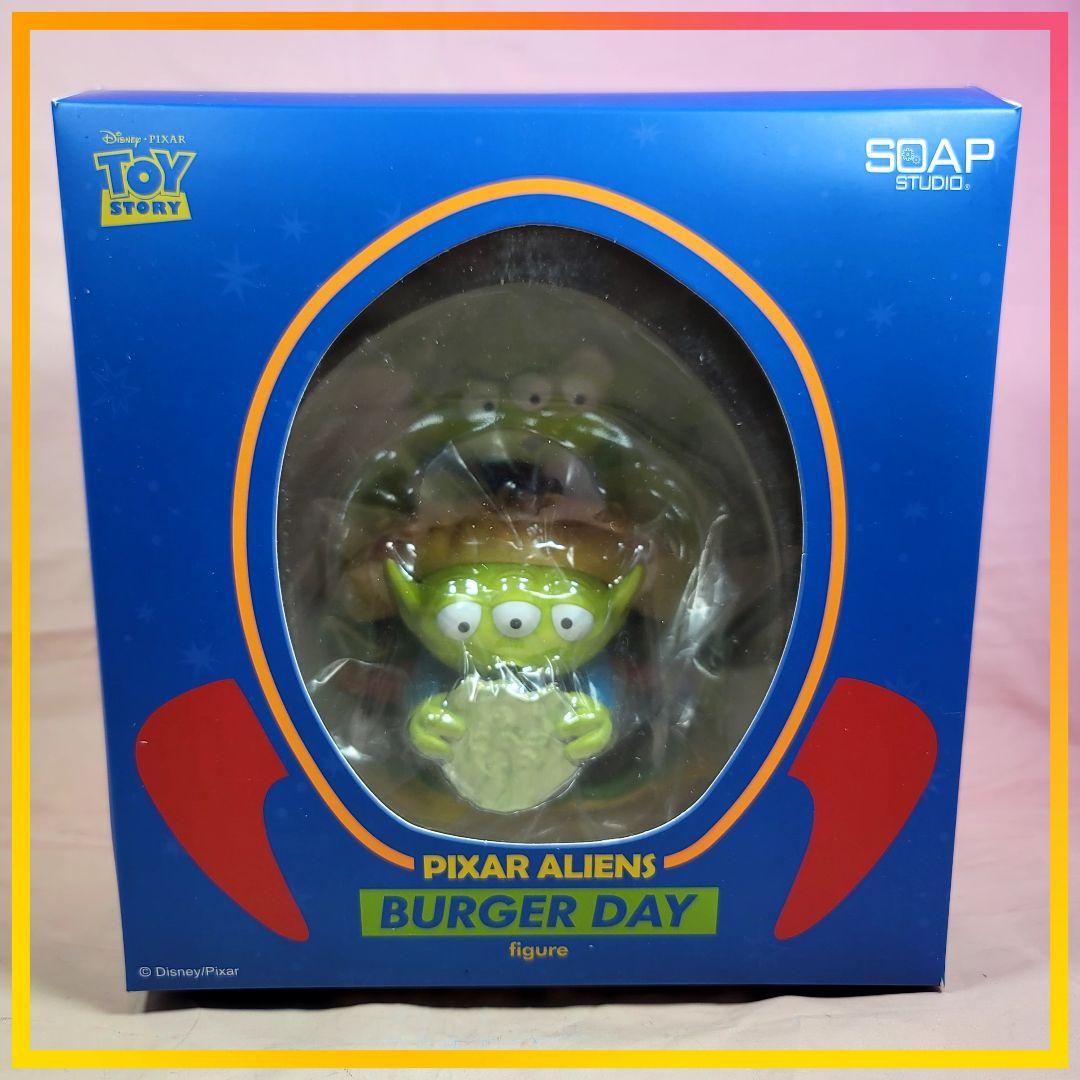 Disney · PIXAR
TOY
STORY
SOAP
STUDIO®
PIXAR ALIENS
BURGER DAY
figure
© Disney/Pixar